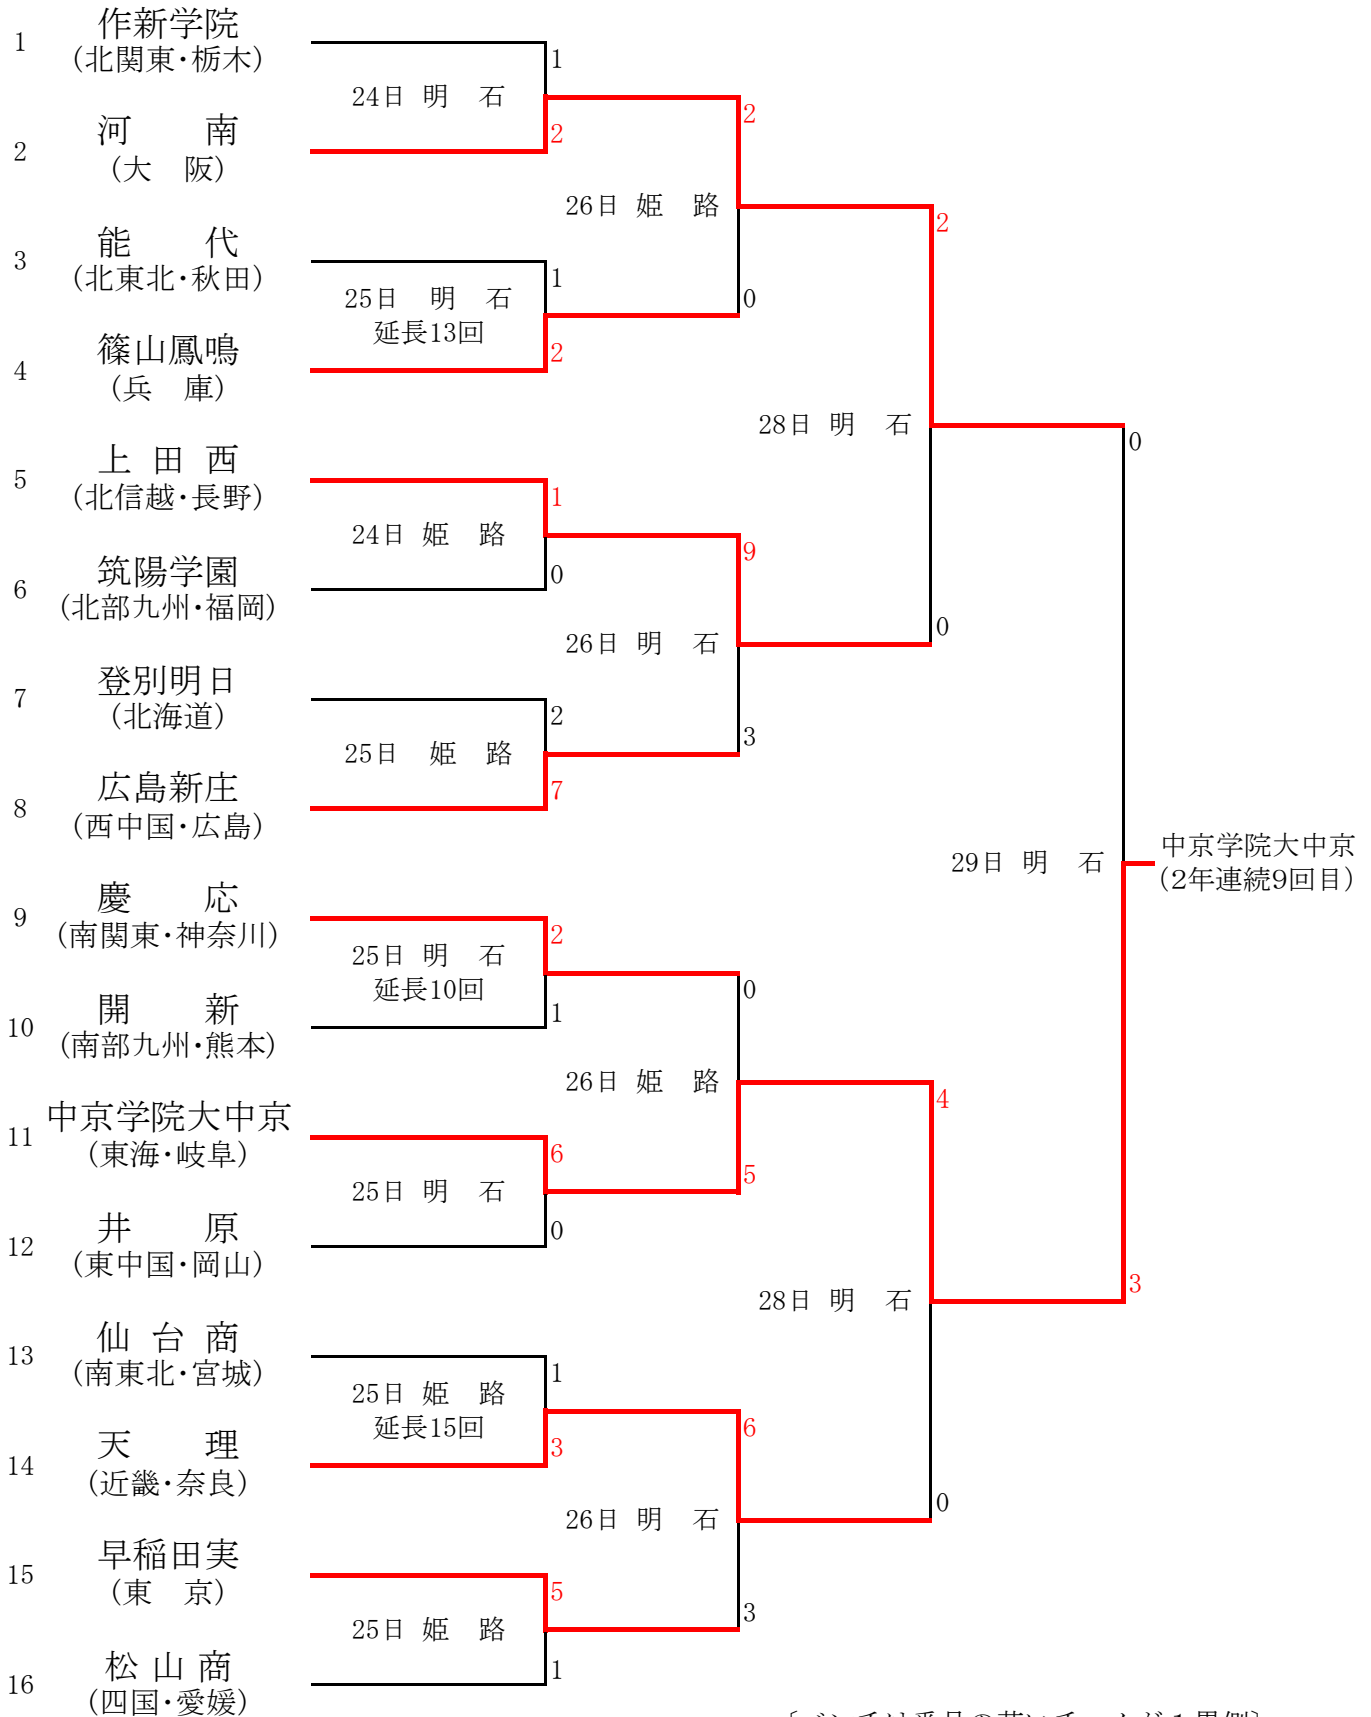 1 作新学院
(北関東・栃木)
1
24日 明 石
2
2 河 南
(大 阪)
2
26日 姫 路
3 能 代
(北東北・秋田)
1
25日 明 石
延長13回
0
2
4 篠山鳳鳴
(兵 庫)
2
28日 明 石
0
5 上 田 西
(北信越・長野)
1
24日 姫 路
9
6 筑陽学園
(北部九州・福岡)
0
26日 明 石
0
7 登別明日
(北海道)
2
25日 姫 路
3
8 広島新庄
(西中国・広島)
7
29日 明 石
中京学院大中京
(2年連続9回目)
9 慶 応
(南関東・神奈川)
2
25日 明 石
延長10回
0
10 開 新
(南部九州・熊本)
1
26日 姫 路
4
11 中京学院大中京
(東海・岐阜)
6
25日 明 石
5
12 井 原
(東中国・岡山)
0
28日 明 石
3
13 仙 台 商
(南東北・宮城)
1
25日 姫 路
延長15回
6
14 天 理
(近畿・奈良)
3
26日 明 石
0
15 早稲田実
(東 京)
5
25日 姫 路
3
16 松 山 商
(四国・愛媛)
1